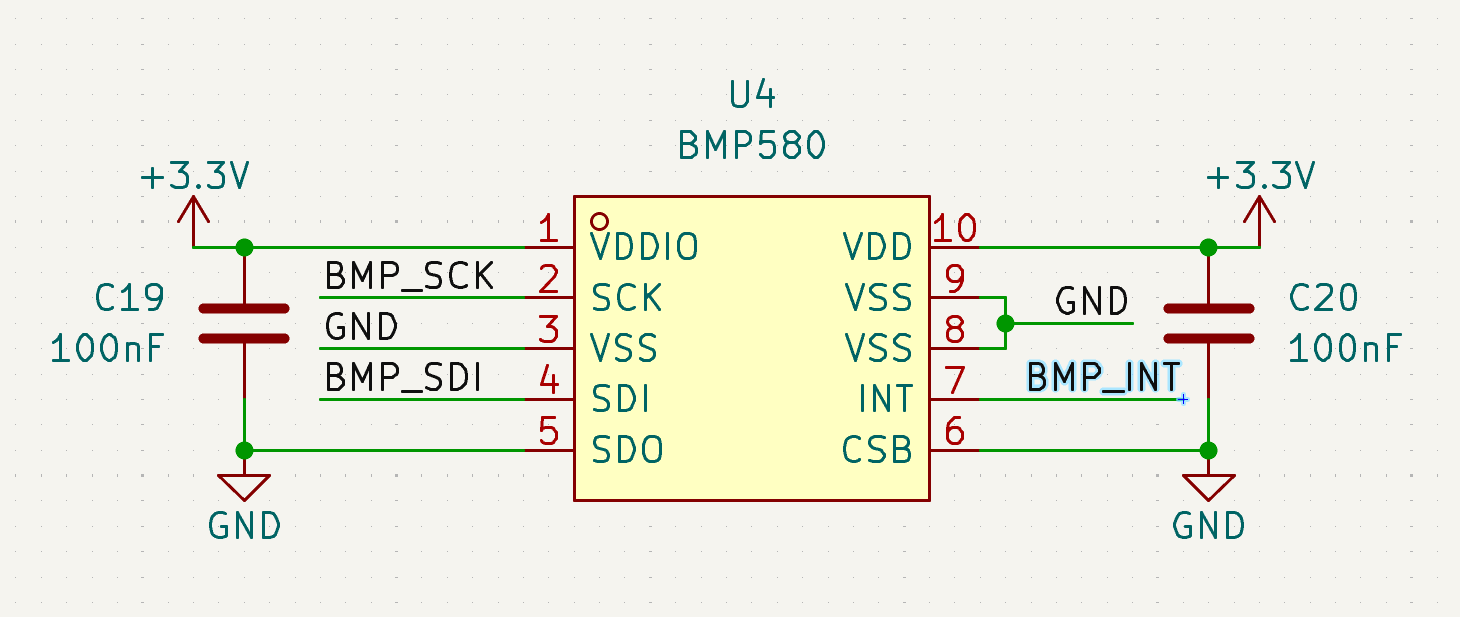 U4
BMP580
+3.3V
+3.3V
1
VDDIO
VDD
10
BMP_SCK
2
SCK
VSS
9
GND
C19
100nF
GND
3
VSS
VSS
8
C20
100nF
BMP_SDI
4
SDI
INT
7
BMP_INT
5
SDO
CSB
6
GND
GND